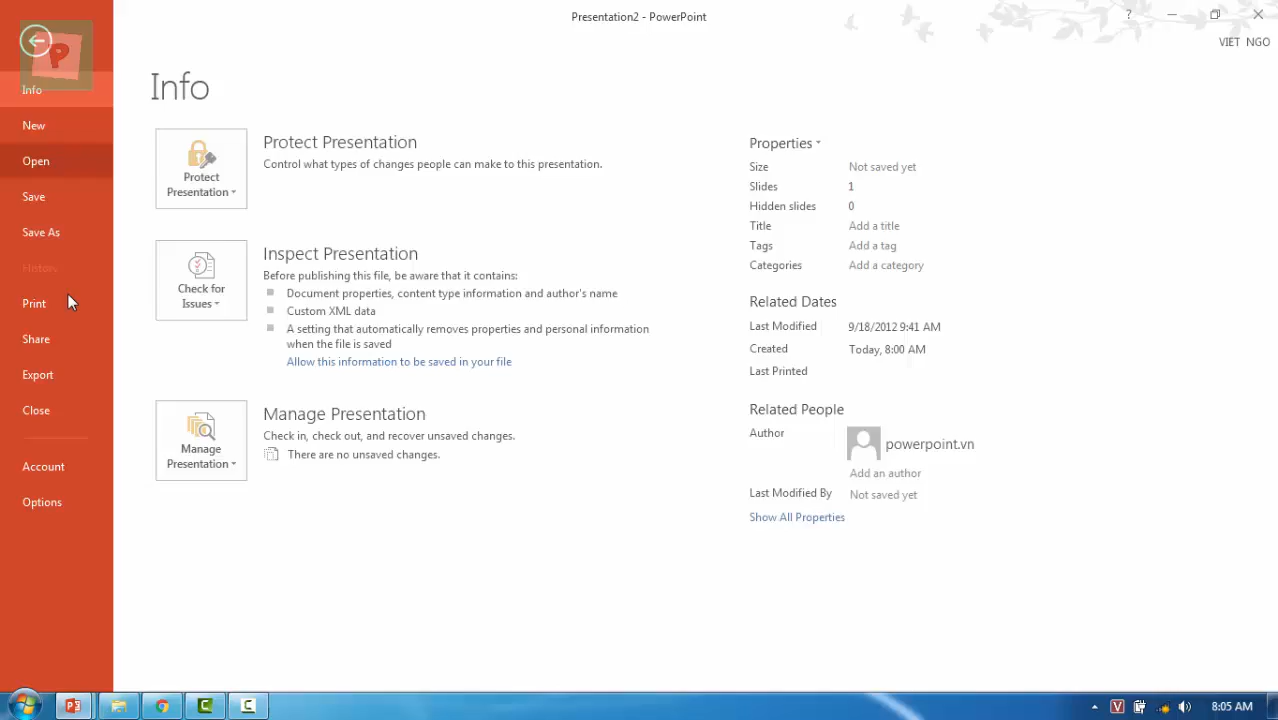 Presentation2 - PowerPoint
?
VIET NGO
P
Info
New
Open
Save
Save As
History
Print
Share
Export
Close
Account
Options
Info
Protect Presentation
Protect Presentation
Control what types of changes people can make to this presentation.
Check for Issues
Inspect Presentation
Before publishing this file, be aware that it contains:
Document properties, content type information and author's name
Custom XML data
A setting that automatically removes properties and personal information
when the file is saved
Allow this information to be saved in your file
Manage Presentation
Manage Presentation
Check in, check out, and recover unsaved changes.
There are no unsaved changes.
Properties
Size Not saved yet
Slides 1
Hidden slides 0
Title Add a title
Tags Add a tag
Categories Add a category
Related Dates
Last Modified 9/18/2012 9:41 AM
Created Today, 8:00 AM
Last Printed
Related People
Author powerpoint.vn
Add an author
Last Modified By Not saved yet
Show All Properties
V
8:05 AM